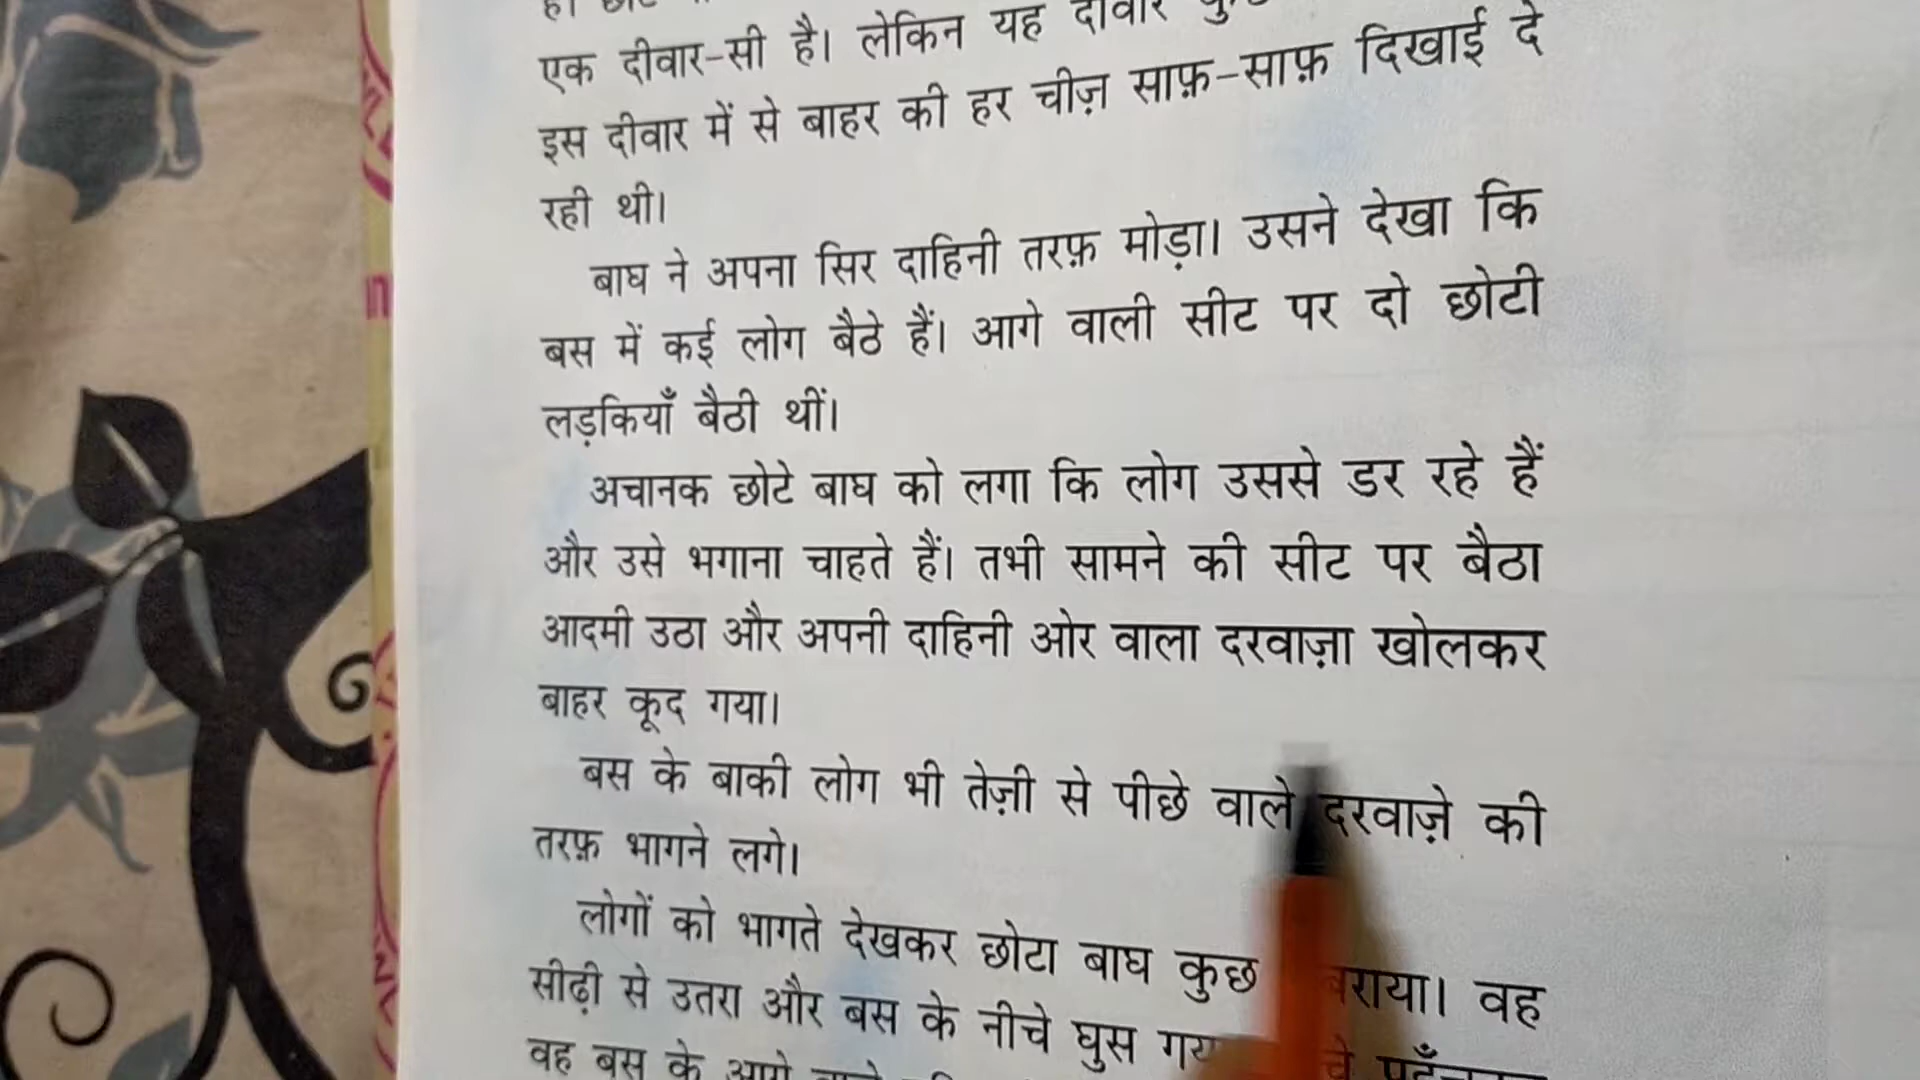 एक दीवार-सी है। लेकिन यह दीवार
इस दीवार में से बाहर की हर चीज़ साफ़-साफ़ दिखाई दे
रही थी।
बाघ ने अपना सिर दाहिनी तरफ़ मोड़ा। उसने देखा कि
बस में कई लोग बैठे हैं। आगे वाली सीट पर दो छोटी
लड़कियाँ बैठी थीं।
अचानक छोटे बाघ को लगा कि लोग उससे डर रहे हैं
और उसे भगाना चाहते हैं। तभी सामने की सीट पर बैठा
आदमी उठा और अपनी दाहिनी ओर वाला दरवाज़ा खोलकर
बाहर कूद गया।
बस के बाकी लोग भी तेज़ी से पीछे वाले दरवाज़े की
तरफ़ भागने लगे।
लोगों को भागते देखकर छोटा बाघ कुछ वह
सीढ़ी से उतरा और बस के नीचे घुस
वह बस के आगे